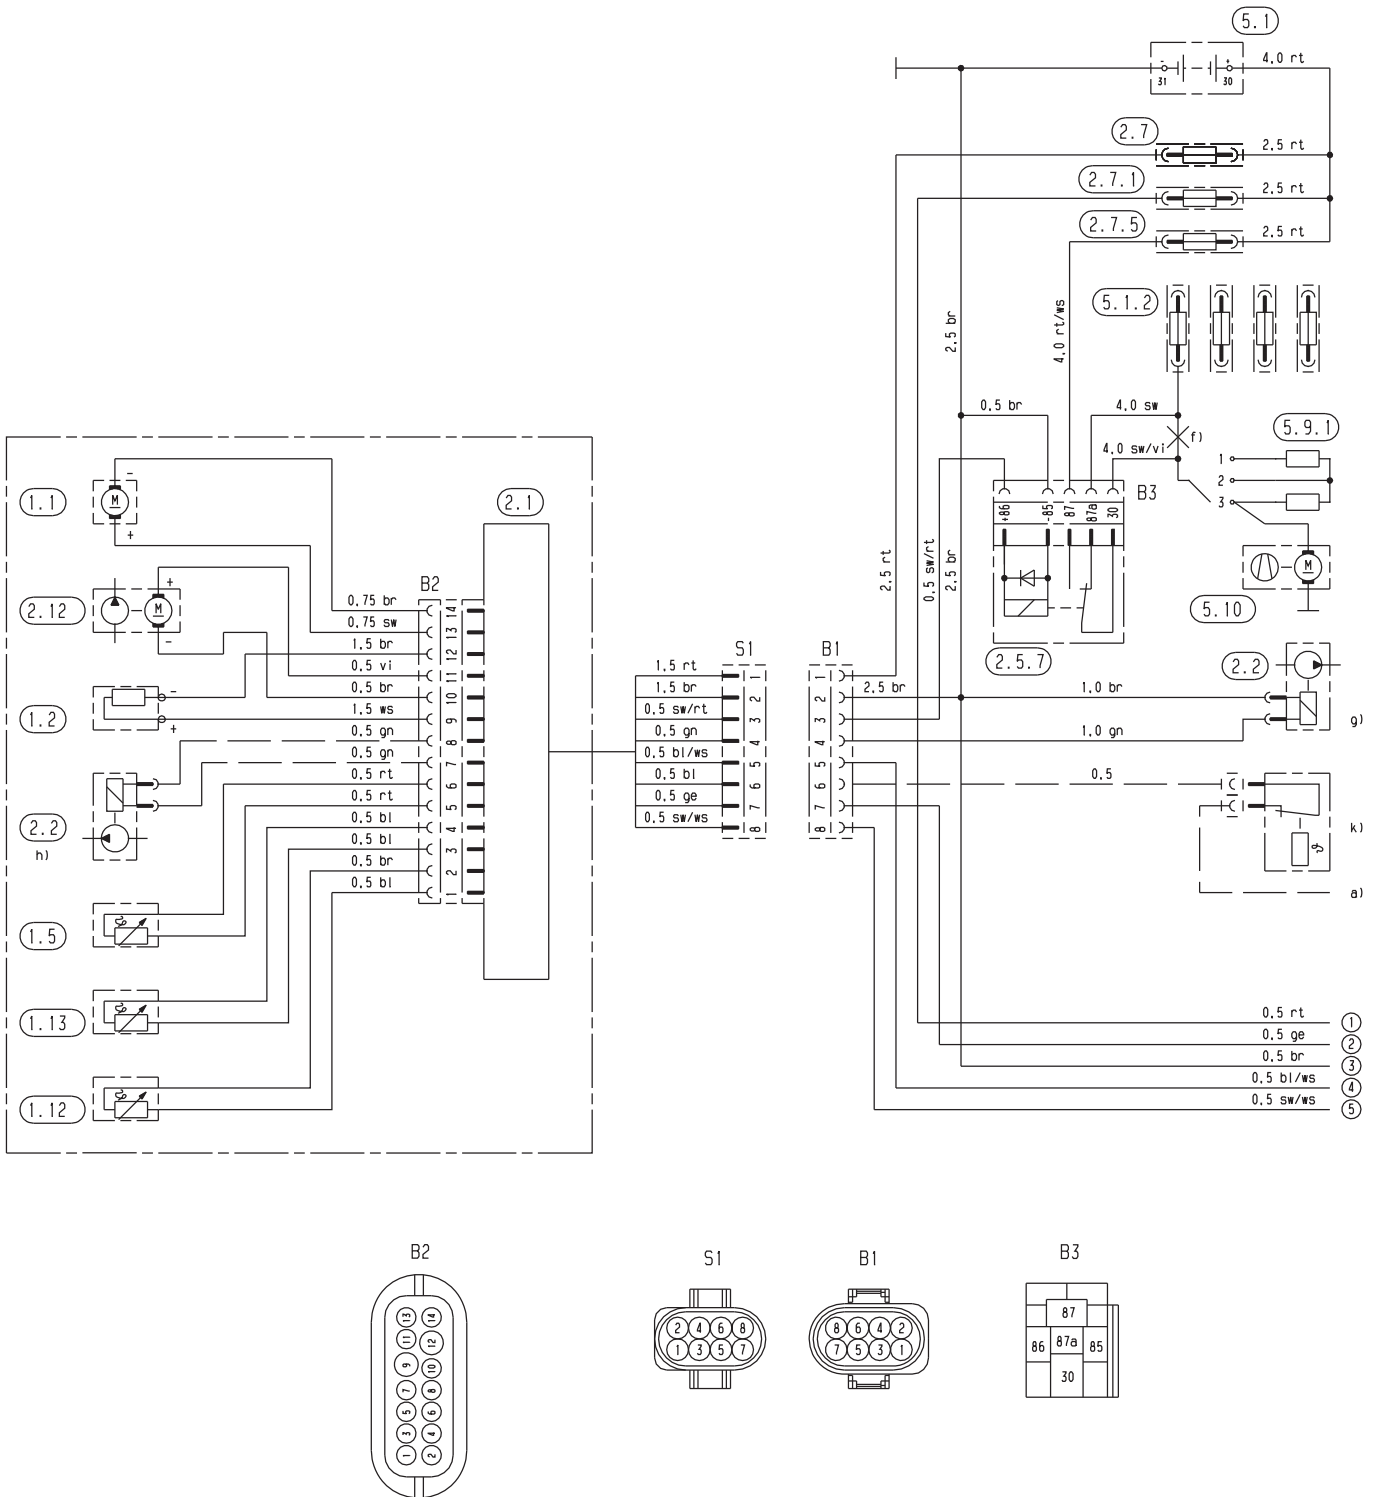 5.1
4,0 rt
- +
31 30
2.7
2,5 rt
2.7.1
2,5 rt
2.7.5
2,5 rt
5.1.2
2,5 br
4,0 rt/ws
0,5 br
4,0 sw
f)
4,0 sw/vi
5.9.1
1
2
3
B3
+86
-85
87
87a
30
2,5 rt
0,5 sw/rt
2,5 br
M
5.10
2.5.7
2.2
g)
1.1
-
M
+
2.1
2.12
+
M
-
B2
0,75 br
14
0,75 sw
13
1,5 br
12
0,5 vi
11
0,5 br
10
1,5 ws
9
0,5 gn
8
0,5 gn
7
0,5 rt
6
0,5 rt
5
0,5 bl
4
0,5 bl
3
0,5 br
2
0,5 bl
1
1.2
-
+
2.2
h)
1.5
ϑ
1.13
ϑ
1.12
ϑ
S1
1,5 rt
1
1,5 br
2
0,5 sw/rt
3
0,5 gn
4
0,5 bl/ws
5
0,5 bl
6
0,5 ge
7
0,5 sw/ws
8
B1
1
2
3
4
5
6
7
8
2,5 br
1,0 br
1,0 gn
0,5
ϑ
k)
a)
0,5 rt
1
0,5 ge
2
0,5 br
3
0,5 bl/ws
4
0,5 sw/ws
5
B2
13 14
11 12
9 10
7 8
5 6
3 4
1 2
S1
2 4 6 8
1 3 5 7
B1
8 6 4 2
7 5 3 1
B3
87
86 87a 85
30